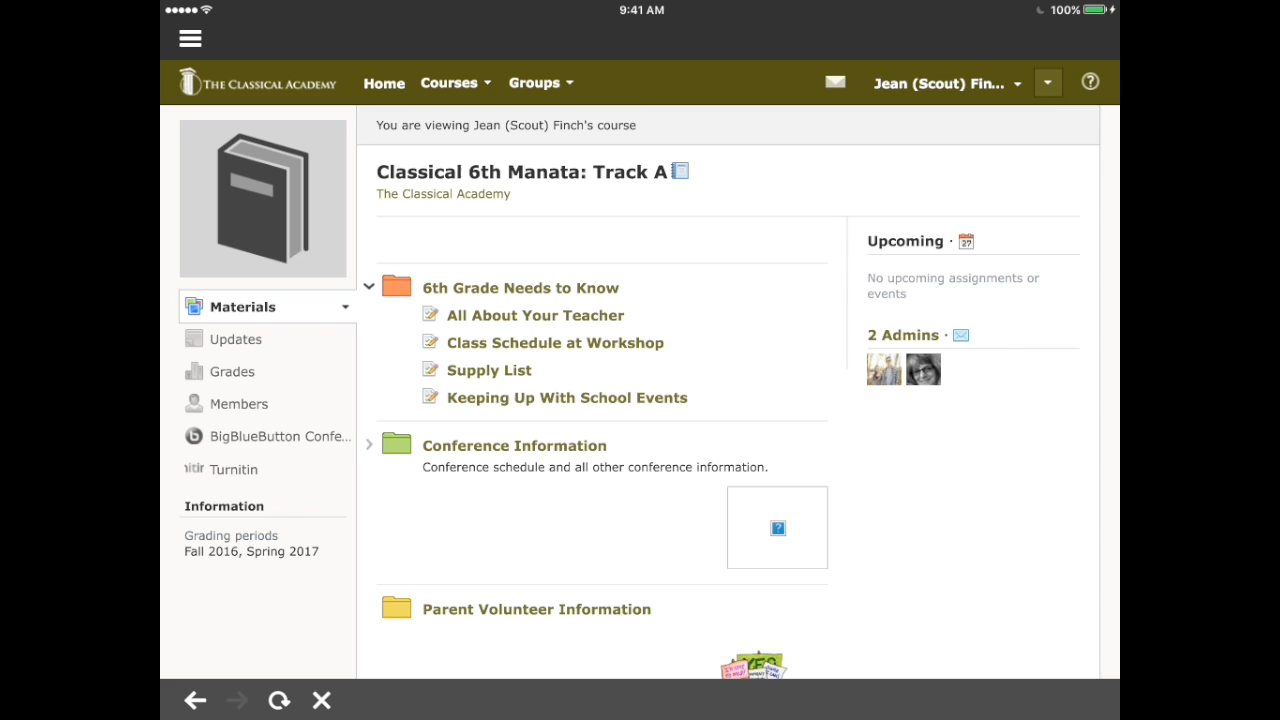 9:41 AM
100%
THE CLASSICAL ACADEMY
Home
Courses
Groups
Jean (Scout) Fin...
You are viewing Jean (Scout) Finch's course
Classical 6th Manata: Track A
The Classical Academy
Materials
Updates
Grades
Members
BigBlueButton Confe...
Turnitin
Information
Grading periods
Fall 2016, Spring 2017
6th Grade Needs to Know
All About Your Teacher
Class Schedule at Workshop
Supply List
Keeping Up With School Events
Conference Information
Conference schedule and all other conference information.
Parent Volunteer Information
YES
Upcoming ·
27
No upcoming assignments or
events
2 Admins ·